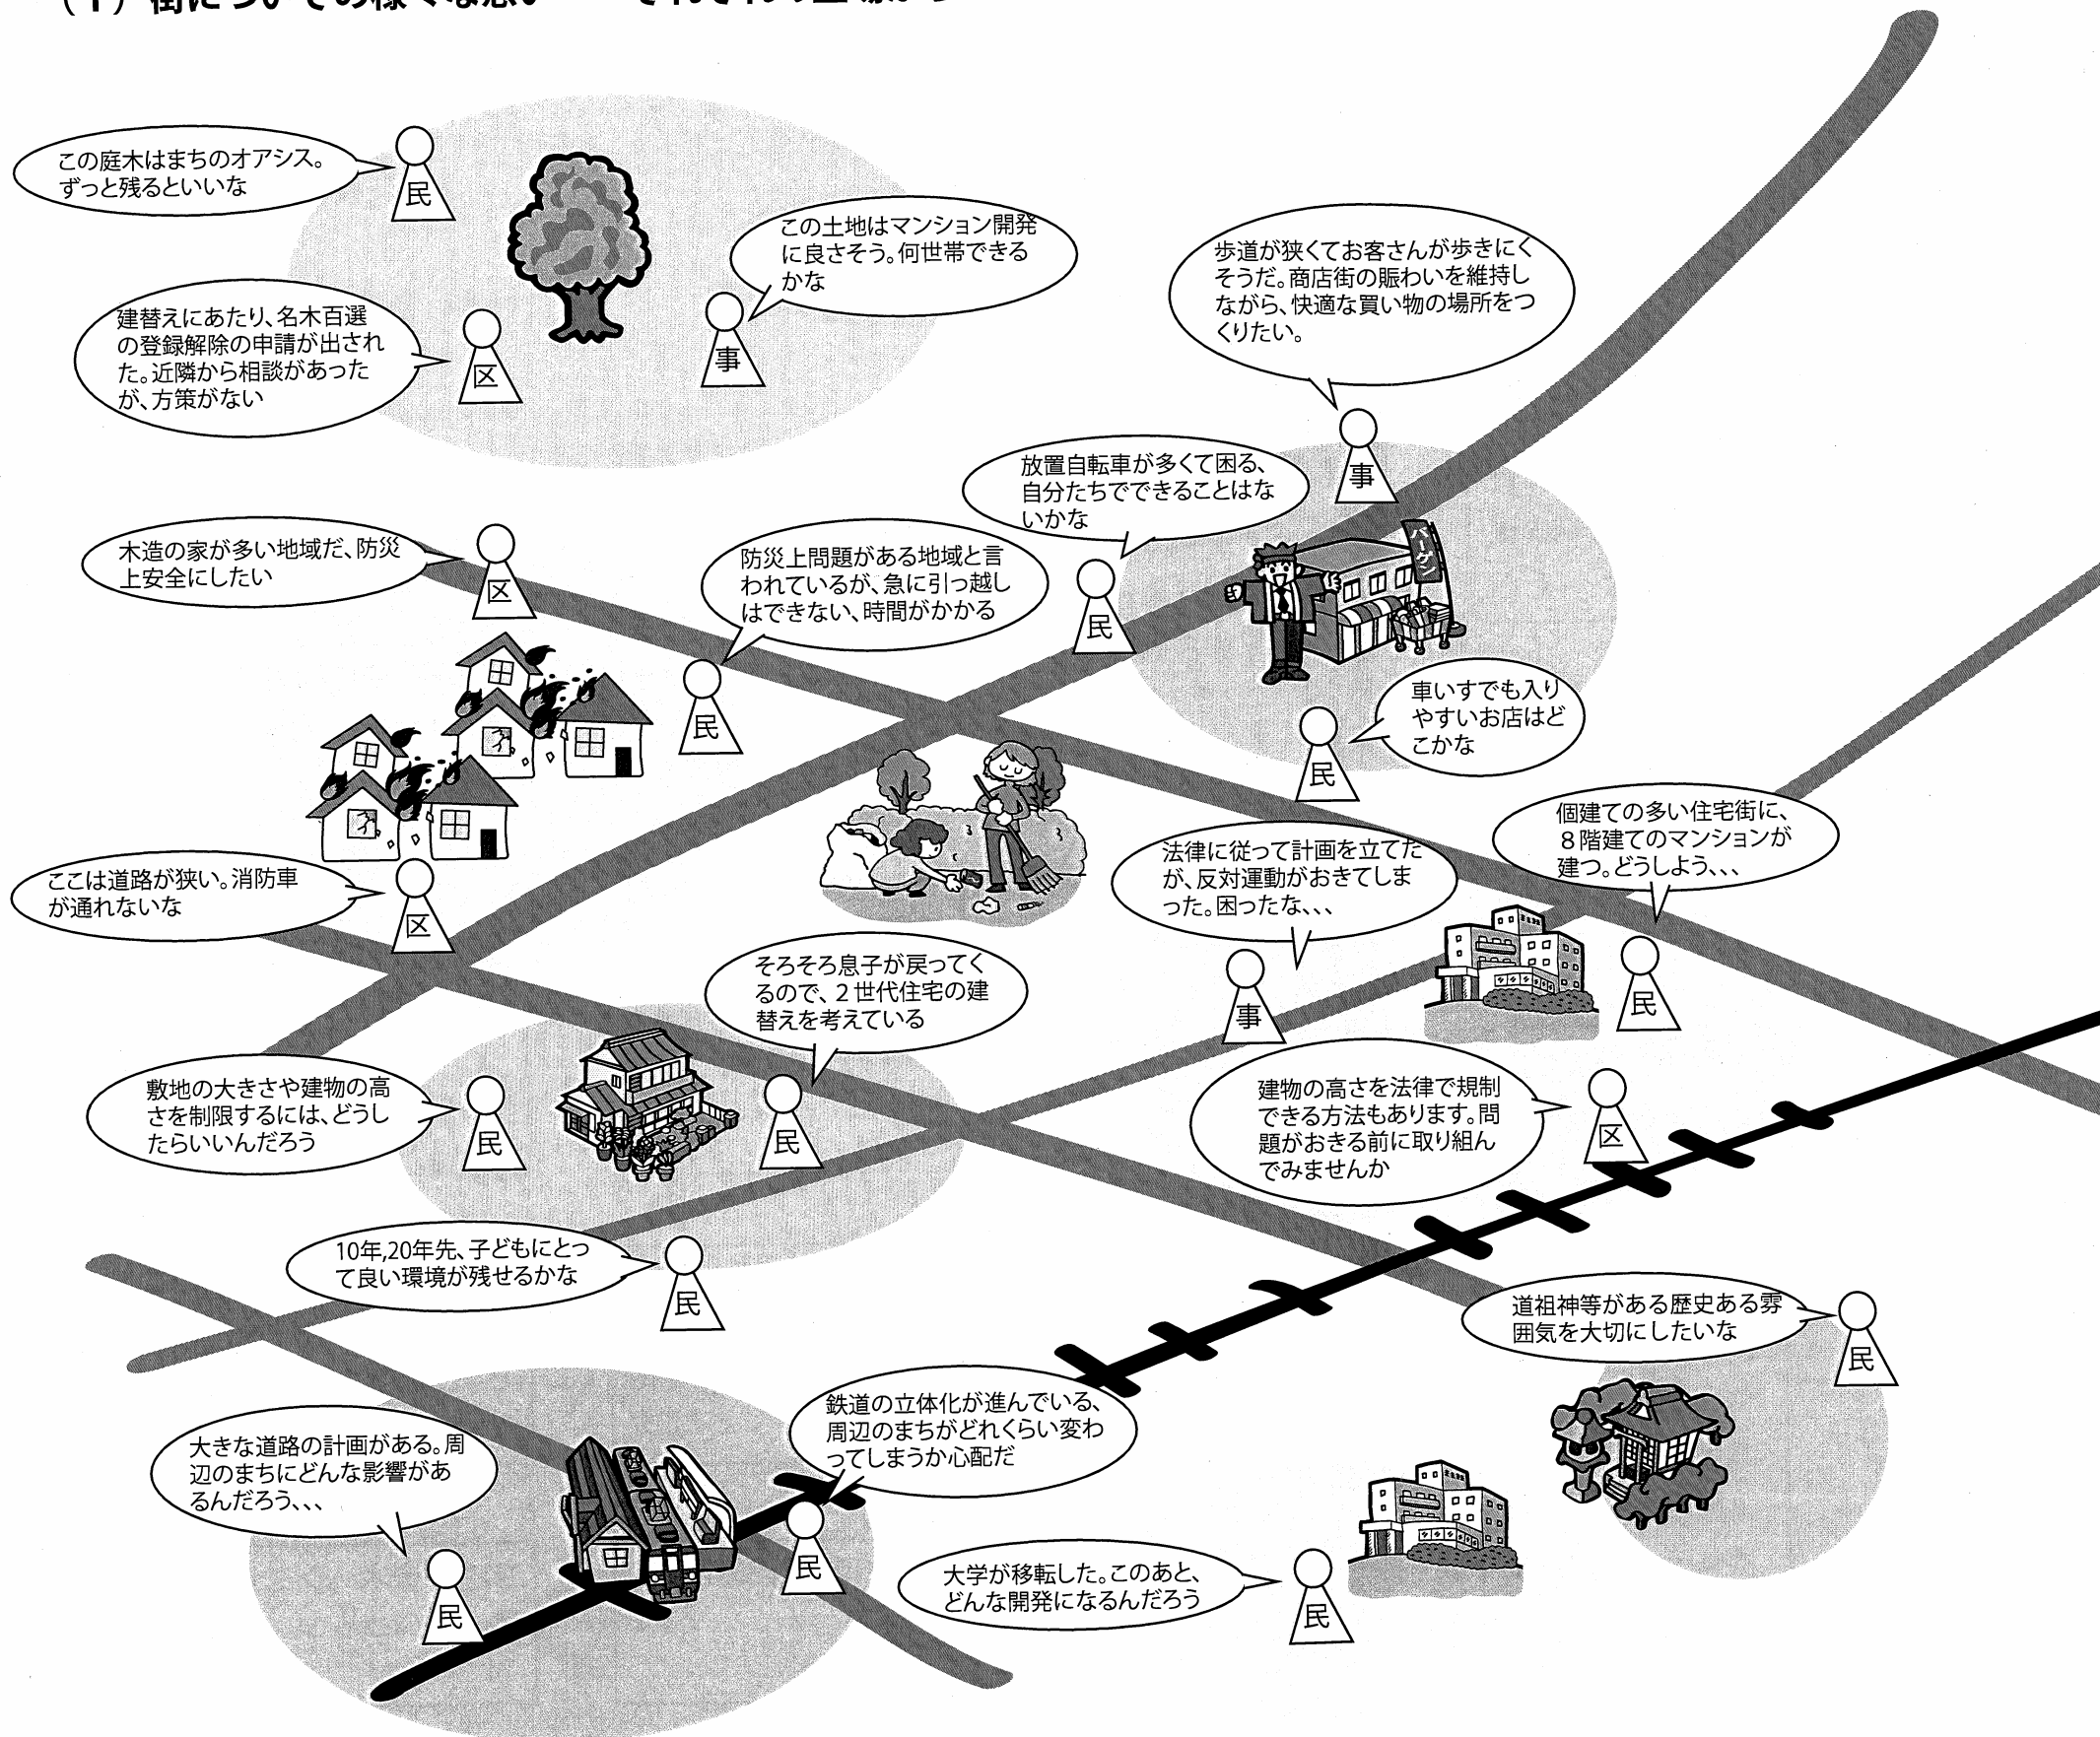 この庭木はまちのオアシス。
ずっと残るといいな
民
この土地はマンション開発
に良さそう。何世帯できる
かな
事
建替えにあたり、名木百選
の登録解除の申請が出され
た。近隣から相談があった
が、方策がない
区
歩道が狭くてお客さんが歩きにく
そうだ。商店街の賑わいを維持し
ながら、快適な買い物の場所をつ
くりたい。
事
放置自転車が多くて困る、
自分たちでできることはな
いかな
民
バーゲン
木造の家が多い地域だ、防災
上安全にしたい
区
防災上問題がある地域と言
われているが、急に引っ越し
はできない、時間がかかる
民
車いすでも入り
やすいお店はど
こかな
民
個建ての多い住宅街に、
８階建てのマンションが
建つ。どうしよう、、、
民
法律に従って計画を立てた
が、反対運動がおきてしま
った。困ったな、、、
事
ここは道路が狭い。消防車
が通れないな
区
そろそろ息子が戻ってく
るので、２世代住宅の建
替えを考えている
民
敷地の大きさや建物の高
さを制限するには、どうし
たらいいんだろう
民
建物の高さを法律で規制
できる方法もあります。問
題がおきる前に取り組ん
でみませんか
区
10年,20年先、子どもにとっ
て良い環境が残せるかな
民
道祖神等がある歴史ある雰
囲気を大切にしたいな
民
鉄道の立体化が進んでいる、
周辺のまちがどれくらい変わ
ってしまうか心配だ
民
大きな道路の計画がある。周
辺のまちにどんな影響があ
るんだろう、、、
民
大学が移転した。このあと、
どんな開発になるんだろう
民